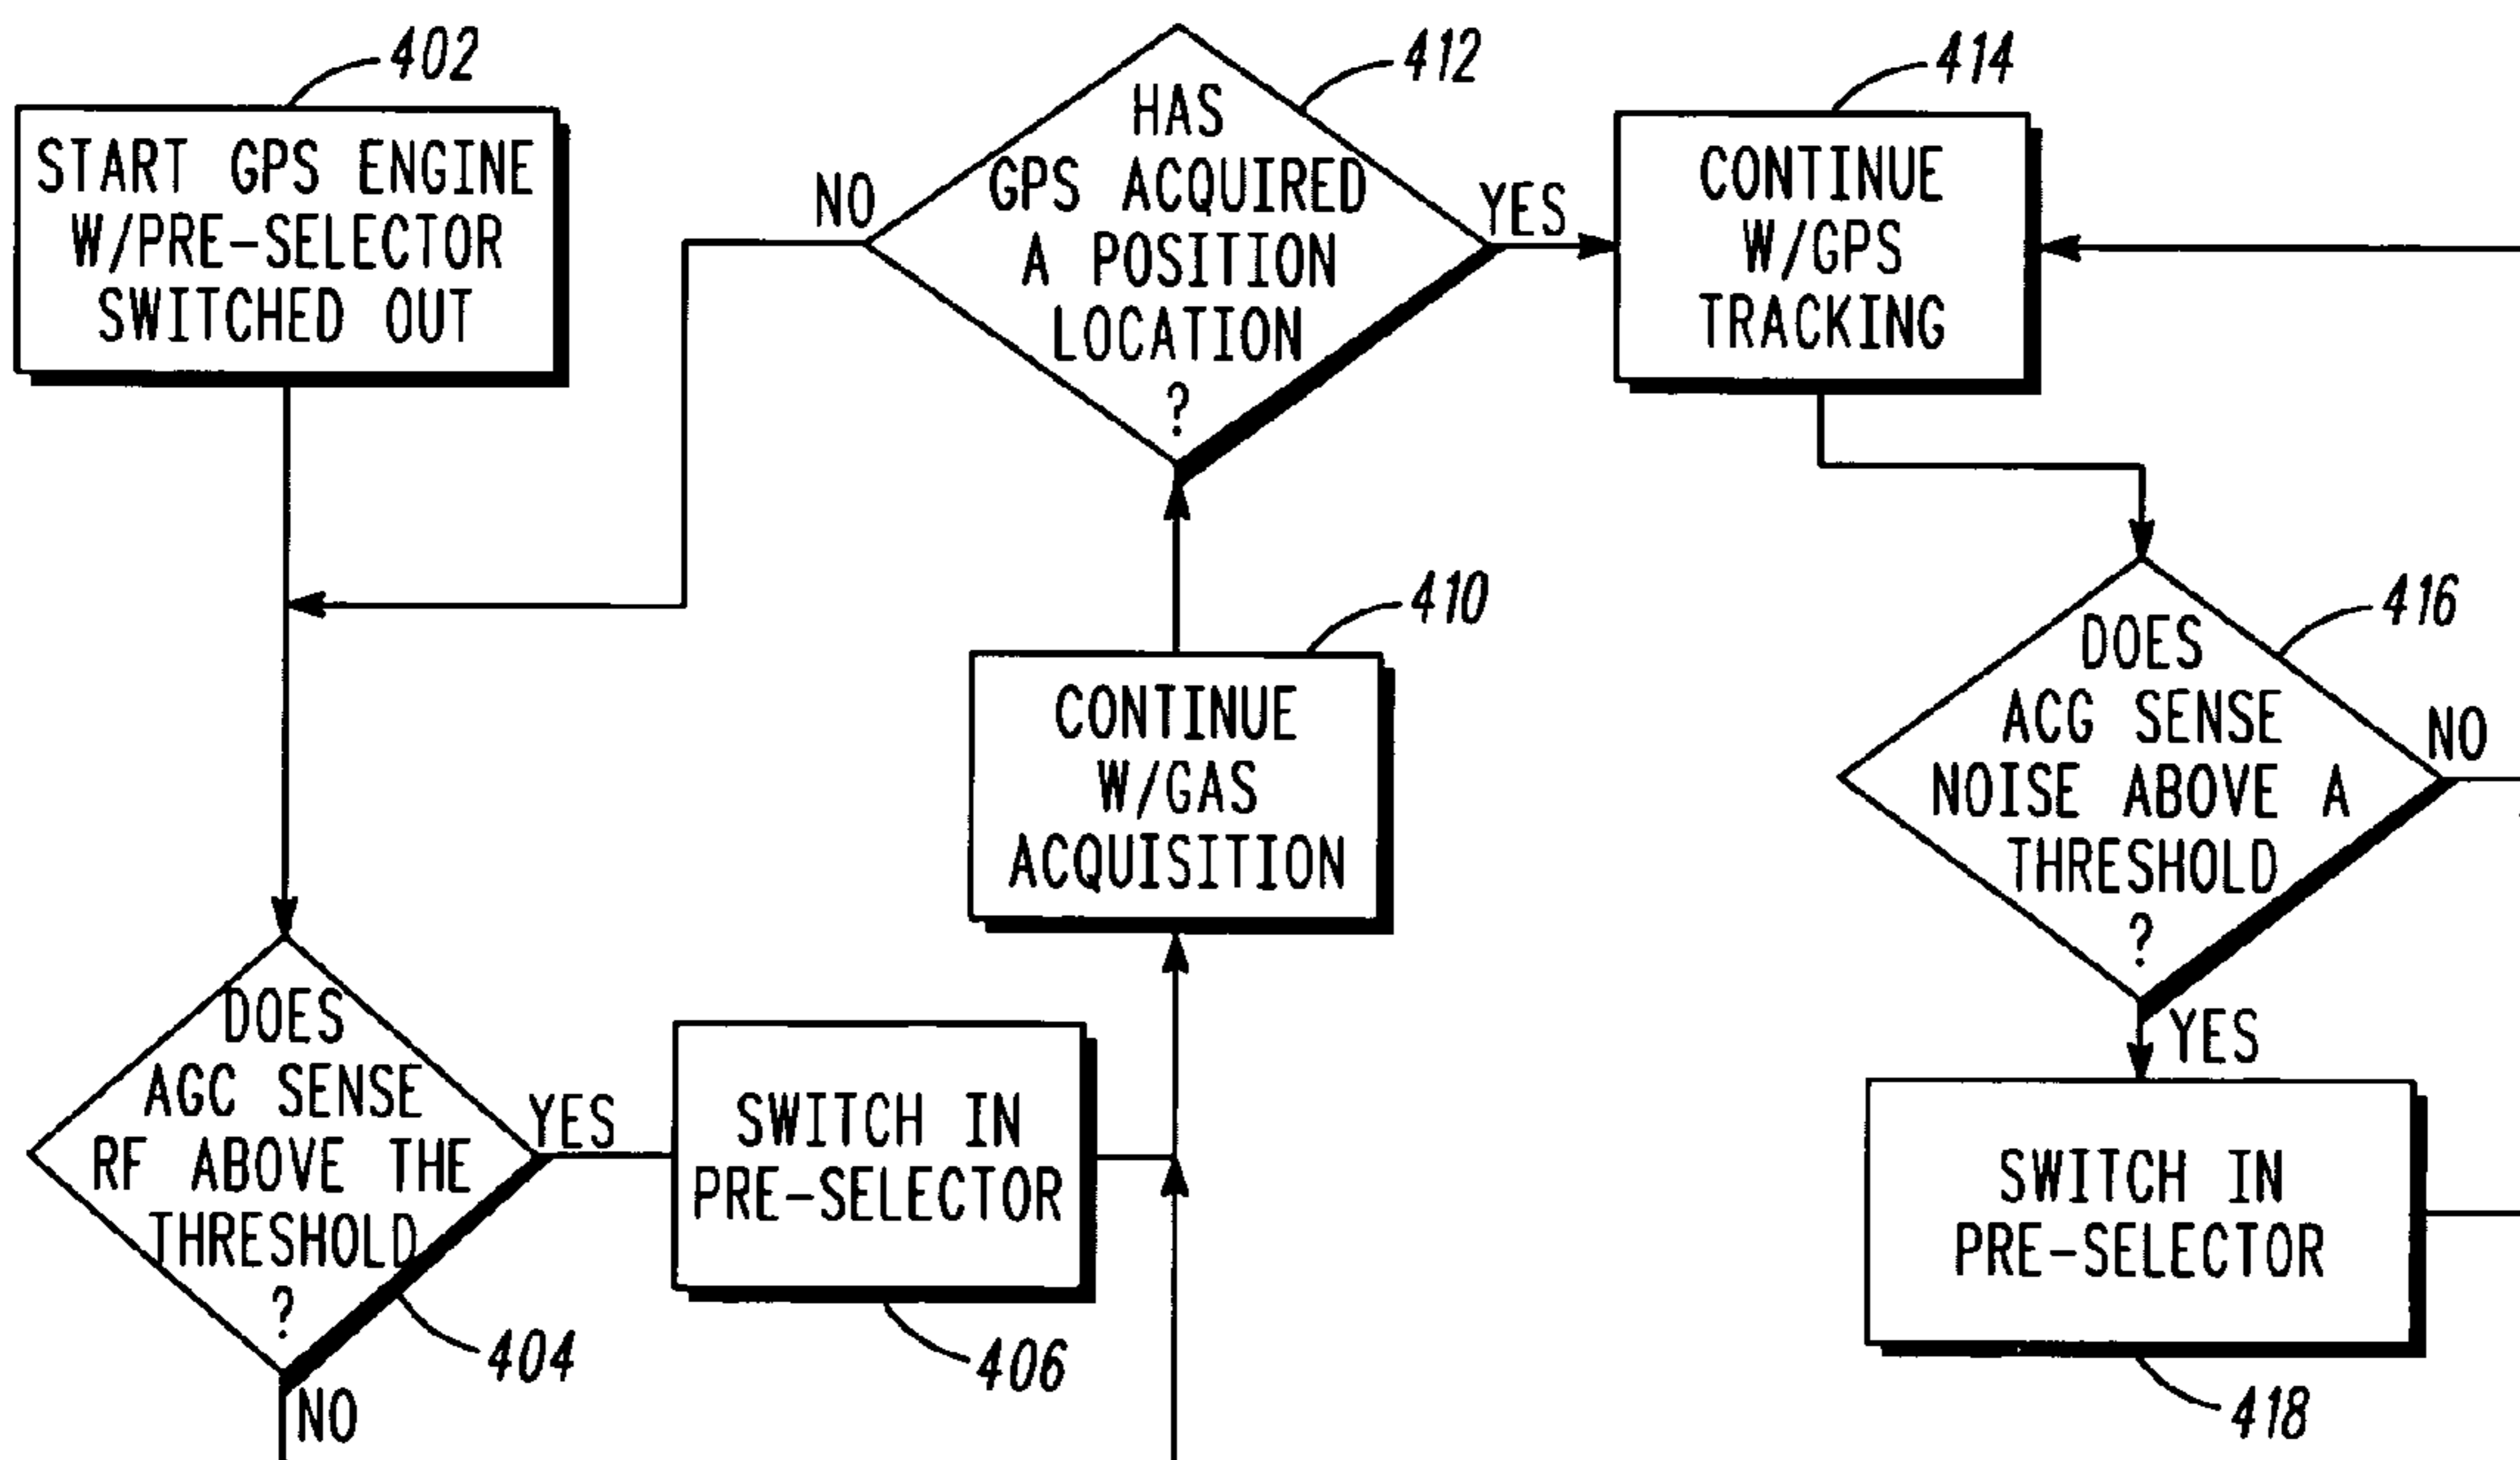 402
START GPS ENGINE
W/PRE-SELECTOR
SWITCHED OUT
412
HAS
GPS ACQUIRED
A POSITION
LOCATION
?
NO
YES
414
CONTINUE
W/GPS
TRACKING
410
CONTINUE
W/GAS
ACQUISITION
416
DOES
ACG SENSE
NOISE ABOVE A
THRESHOLD
?
NO
YES
DOES
AGC SENSE
RF ABOVE THE
THRESHOLD
?
404
YES
NO
SWITCH IN
PRE-SELECTOR
406
SWITCH IN
PRE-SELECTOR
418